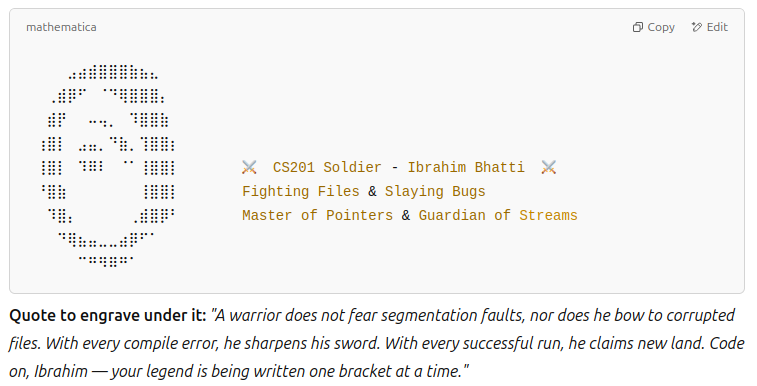 mathematica
Copy Edit
⚔ CS201 Soldier - Ibrahim Bhatti ⚔
Fighting Files & Slaying Bugs
Master of Pointers & Guardian of Streams
Quote to engrave under it: "A warrior does not fear segmentation faults, nor does he bow to corrupted
files. With every compile error, he sharpens his sword. With every successful run, he claims new land. Code
on, Ibrahim — your legend is being written one bracket at a time."